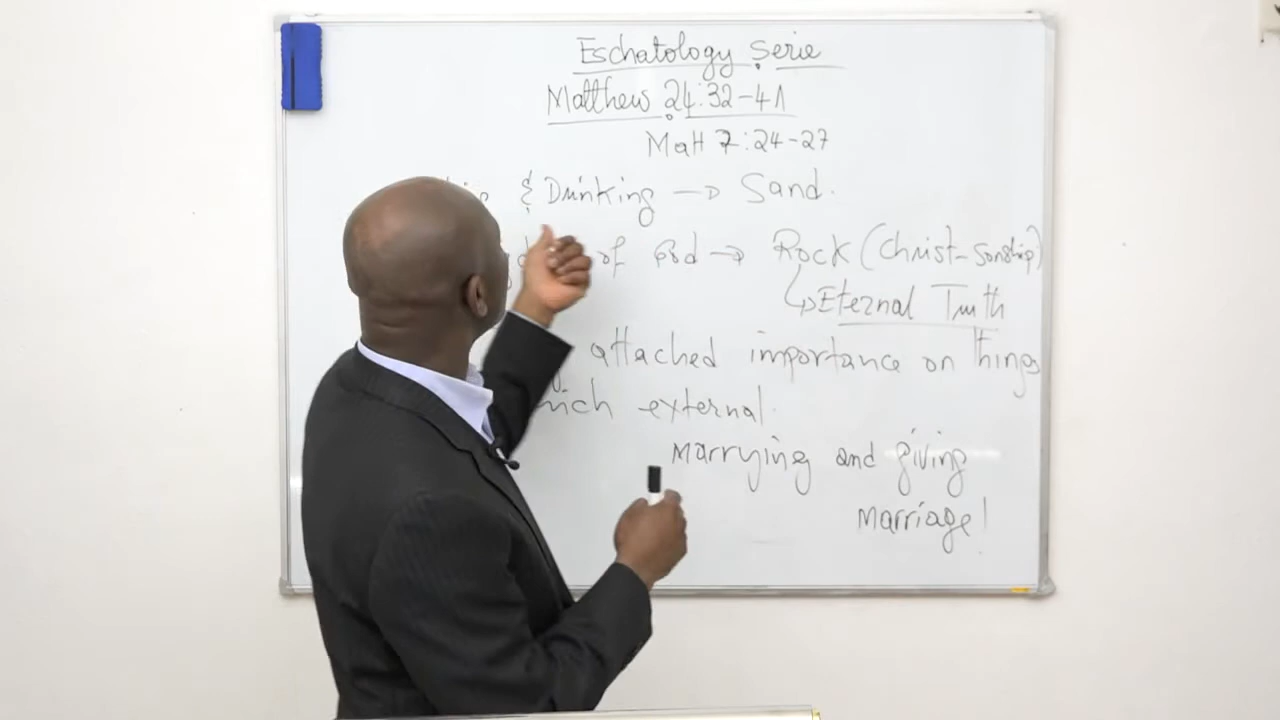 Eschatology Serie
Matthew 24:32-41
Matt 7:24-27
& Drinking → Sand.
of God → Rock (Christ-sonship)
↳ Eternal Truth
attached importance on things
external.
marrying and giving
marriage!